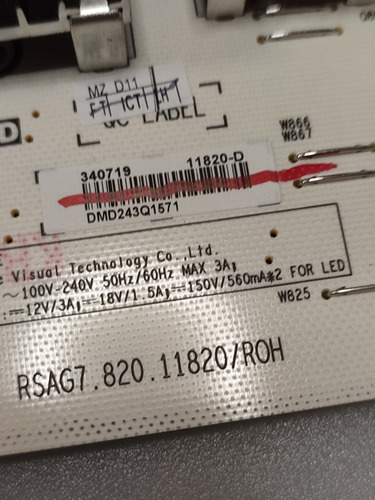 MZ D11
FT ICT H
QC LABEL
D
W866
W867
340719 11820-D
DMD243Q1571
Visual Technology Co.,Ltd.
~100V-240V 50Hz/60Hz MAX 3A;
:⎓12V/3A;⎓18V/1.5A;⎓150V/560mA*2 FOR LED
W825
RSAG7.820.11820/ROH